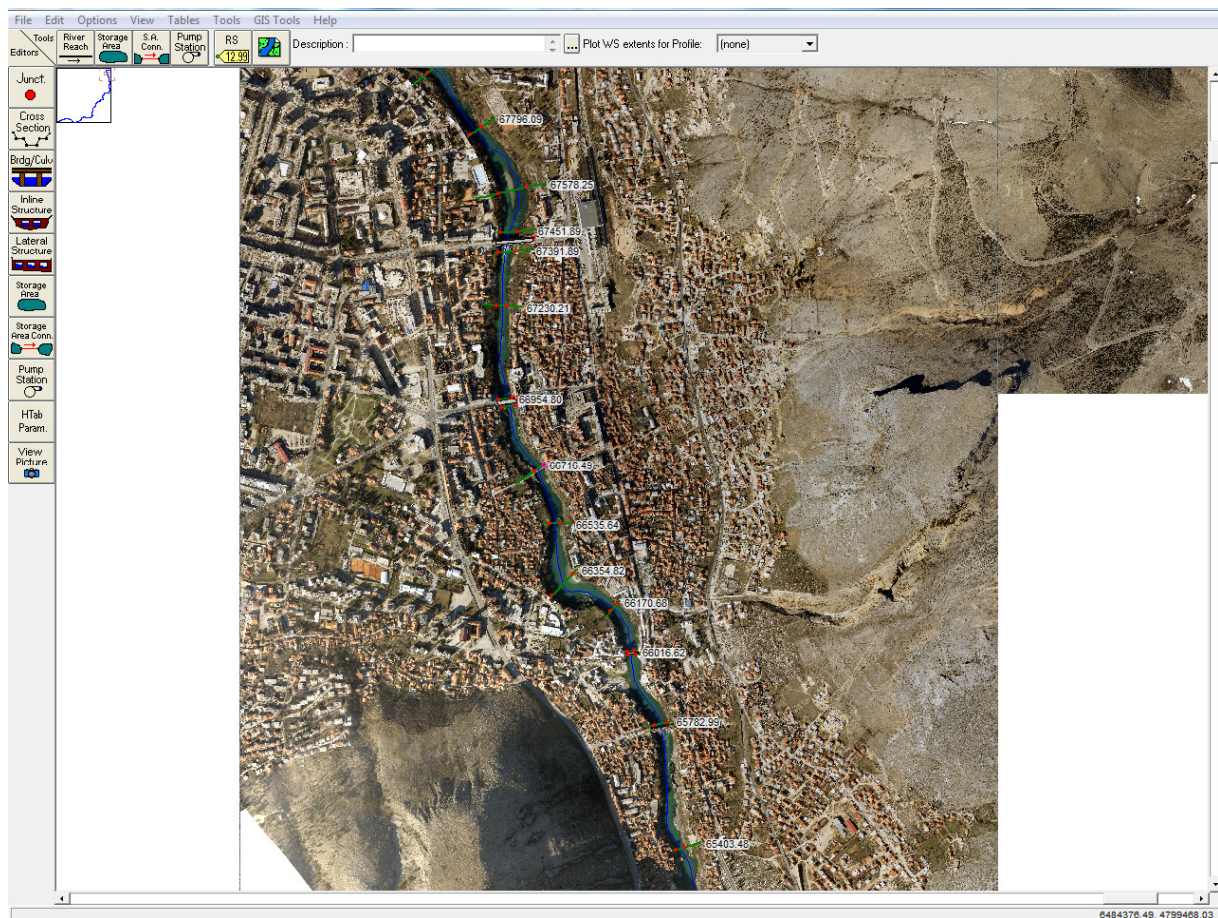 File Edit Options View Tables Tools GIS Tools Help
Tools
Editors
River
Reach
Storage
Area
S.A.
Conn.
Pump
Station
RS
12.99
Description :
...
Plot WS extents for Profile:
(none)
Junct.
Cross
Section
Brdg/Culv
Inline
Structure
Lateral
Structure
Storage
Area
Storage
Area Conn.
Pump
Station
HTab
Param.
View
Picture
67796.09
67578.25
67451.89
67391.89
67230.21
66954.80
66716.49
66535.64
66354.82
66170.68
66016.62
65782.99
65403.48
6484376.49, 4799468.03